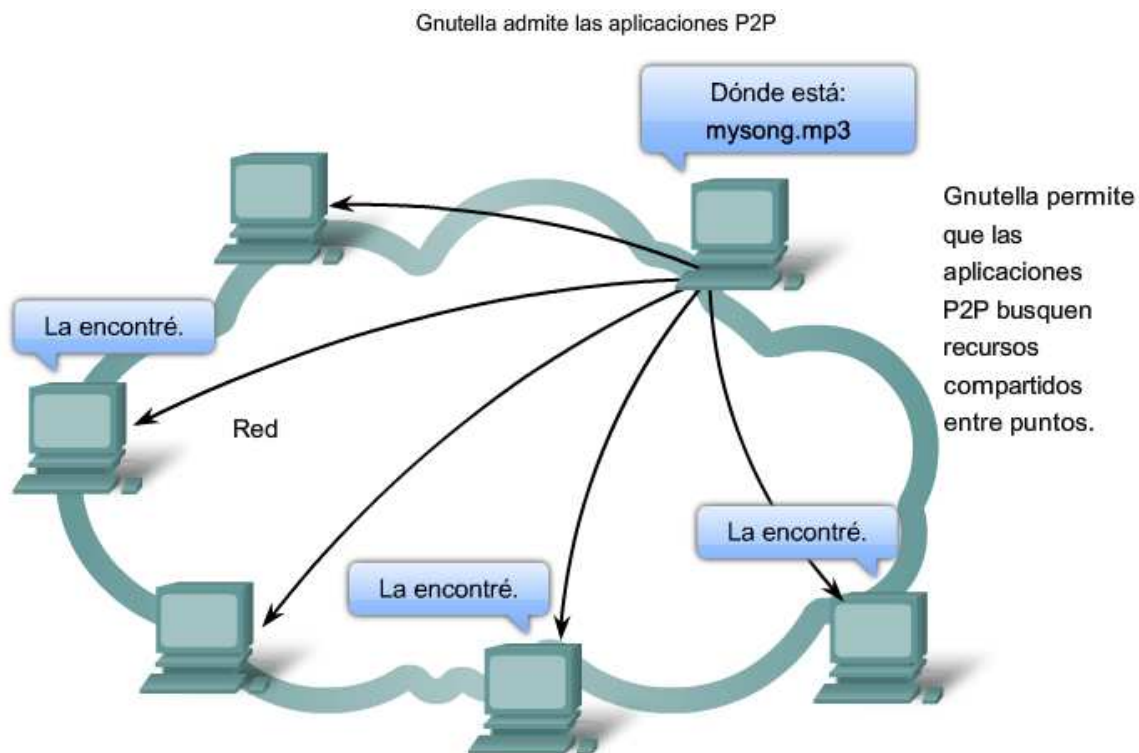 Gnutella admite las aplicaciones P2P
Dónde está:
mysong.mp3
Gnutella permite
que las
aplicaciones
P2P busquen
recursos
compartidos
entre puntos.
La encontré.
Red
La encontré.
La encontré.